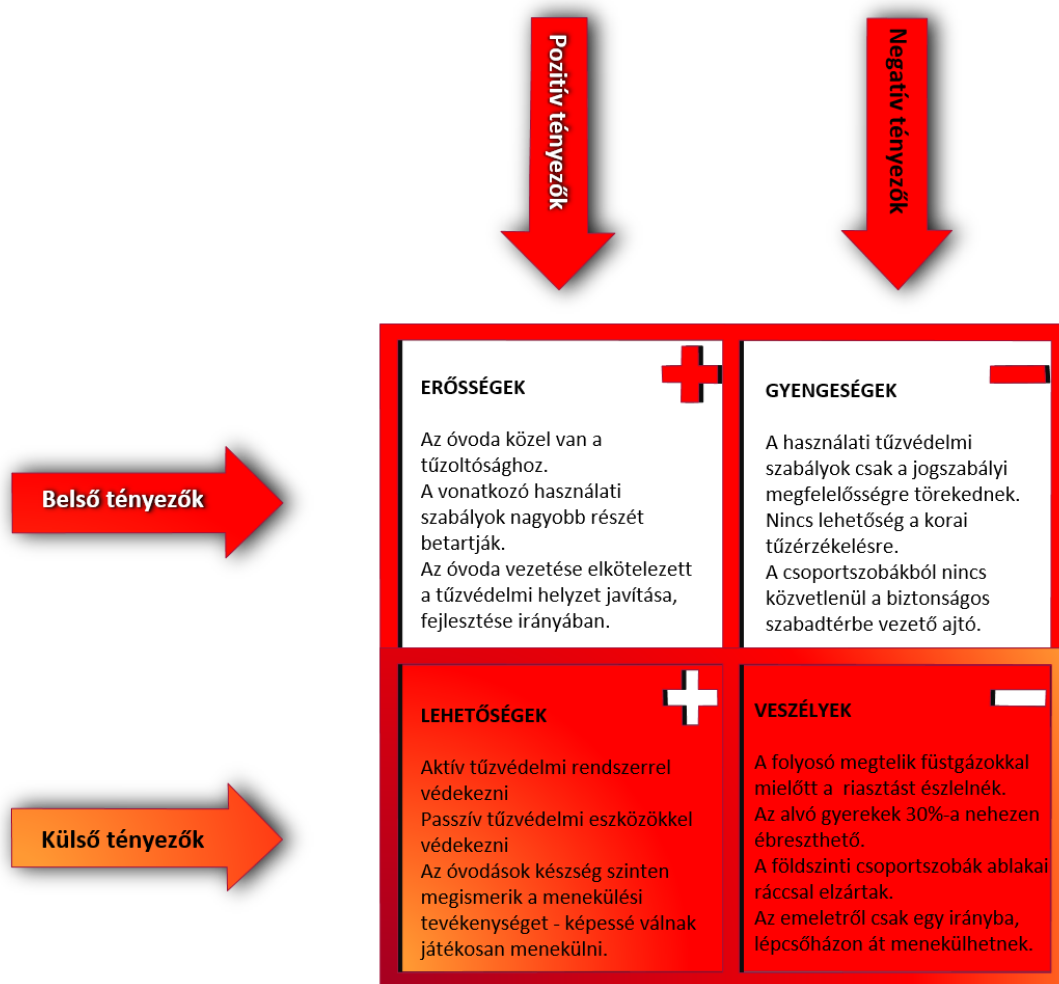 Pozitív tényezők
Negatív tényezők
Belső tényezők
ERŐSSÉGEK
Az óvoda közel van a
tűzoltósághoz.
A vonatkozó használati
szabályok nagyobb részét
betartják.
Az óvoda vezetése elkötelezett
a tűzvédelmi helyzet javítása,
fejlesztése irányában.
GYENGESÉGEK
A használati tűzvédelmi
szabályok csak a jogszabályi
megfelelősségre törekednek.
Nincs lehetőség a korai
tűzérzékelésre.
A csoportszobákból nincs
közvetlenül a biztonságos
szabadtérbe vezető ajtó.
Külső tényezők
LEHETŐSÉGEK
Aktív tűzvédelmi rendszerrel
védekezni
Passzív tűzvédelmi eszközökkel
védekezni
Az óvodások készség szinten
megismerik a menekülési
tevékenységet - képessé válnak
játékosan menekülni.
VESZÉLYEK
A folyosó megtelik füstgázokkal
mielőtt a riasztást észlelnék.
Az alvó gyerekek 30%-a nehezen
ébreszthető.
A földszinti csoportszobák ablakai
ráccsal elzártak.
Az emeletről csak egy irányba,
lépcsőházon át menekülhetnek.